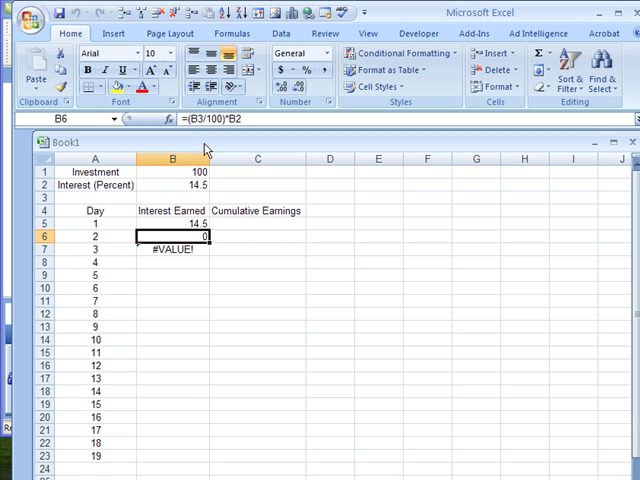 Microsoft Excel
Home Insert Page Layout Formulas Data Review View Developer Add-Ins Ad Intelligence Acrobat
Paste
Clipboard
Arial 10
B I U A A
Font
Alignment
General
$ % ,
Number
Conditional Formatting
Format as Table
Cell Styles
Styles
Insert
Delete
Format
Cells
Σ
Sort & Filter
Find & Select
Editing
B6 fx =(B3/100)*B2
Book1
A B C D E F G H I J
1 Investment 100
2 Interest (Percent) 14.5
3
4 Day Interest Earned Cumulative Earnings
5 1 14.5
6 2 0
7 3 #VALUE!
8 4
9 5
10 6
11 7
12 8
13 9
14 10
15 11
16 12
17 13
18 14
19 15
20 16
21 17
22 18
23 19
24
25